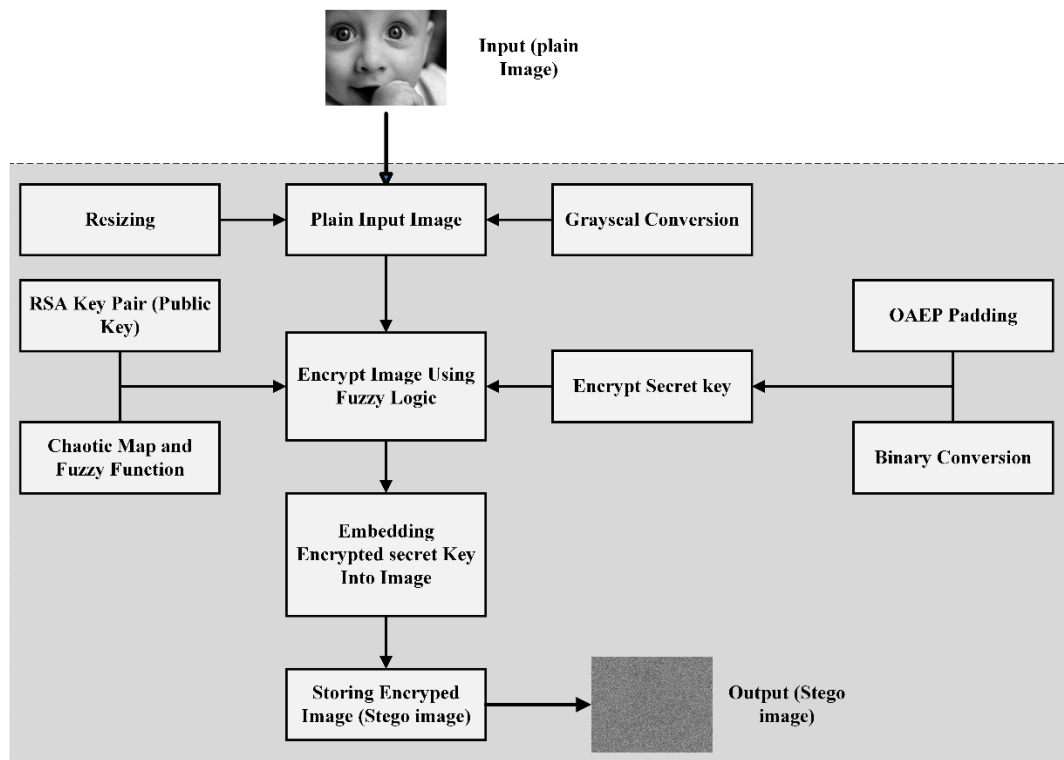 Input (plain
Image)
Resizing
Plain Input Image
Grayscal Conversion
RSA Key Pair (Public
Key)
OAEP Padding
Encrypt Image Using
Fuzzy Logic
Encrypt Secret key
Chaotic Map and
Fuzzy Function
Binary Conversion
Embedding
Encrypted secret Key
Into Image
Storing Encryped
Image (Stego image)
Output (Stego
image)